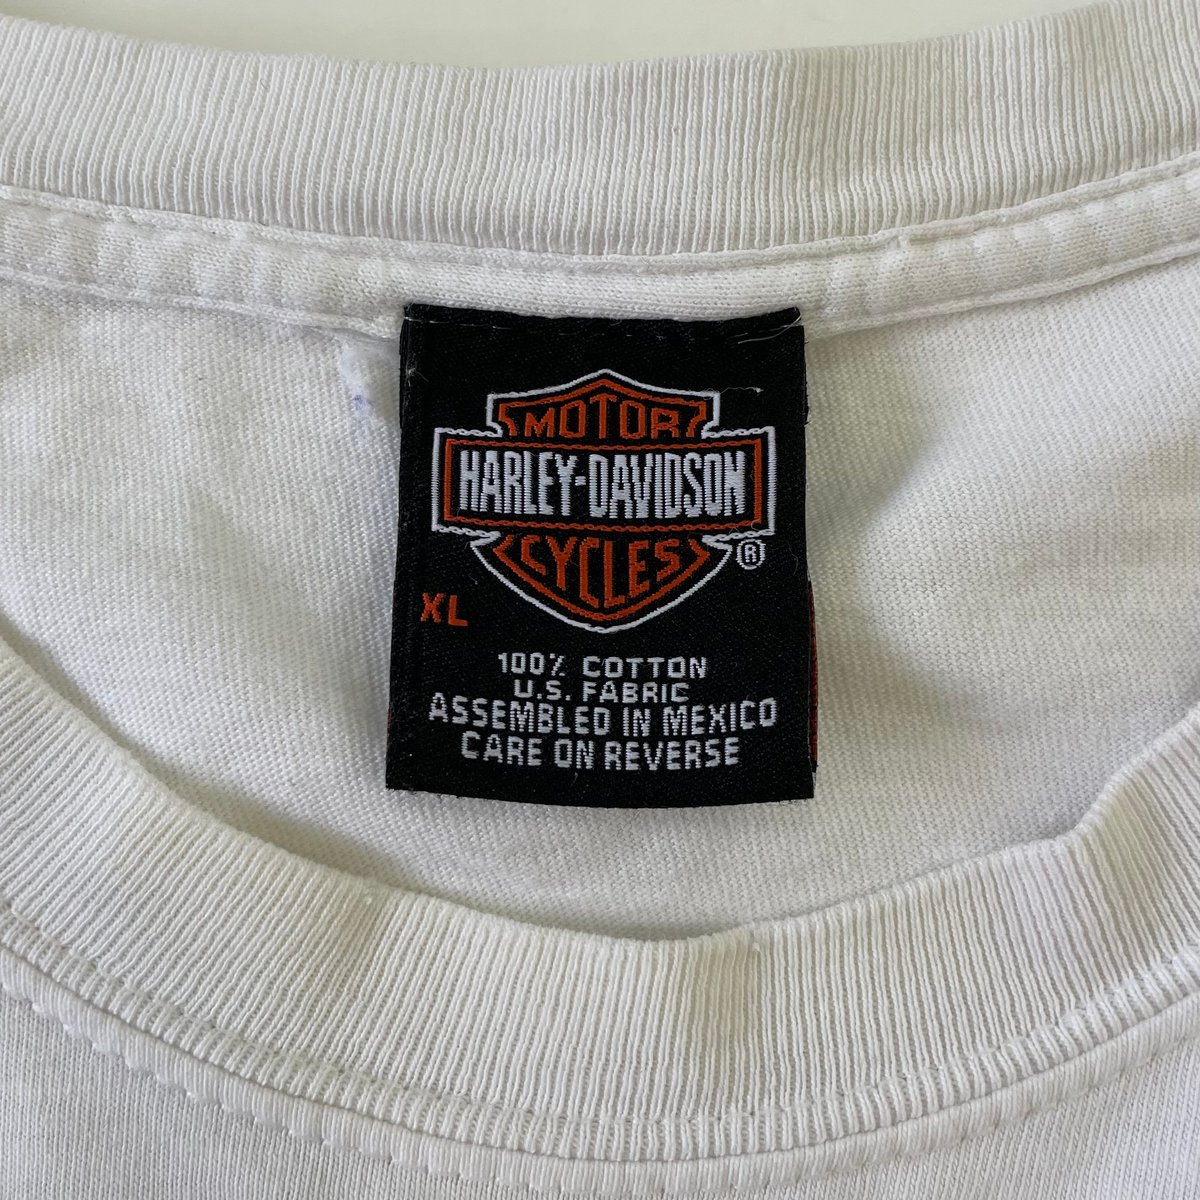 MOTOR
HARLEY-DAVIDSON
CYCLES
®
XL
100% COTTON
U.S. FABRIC
ASSEMBLED IN MEXICO
CARE ON REVERSE